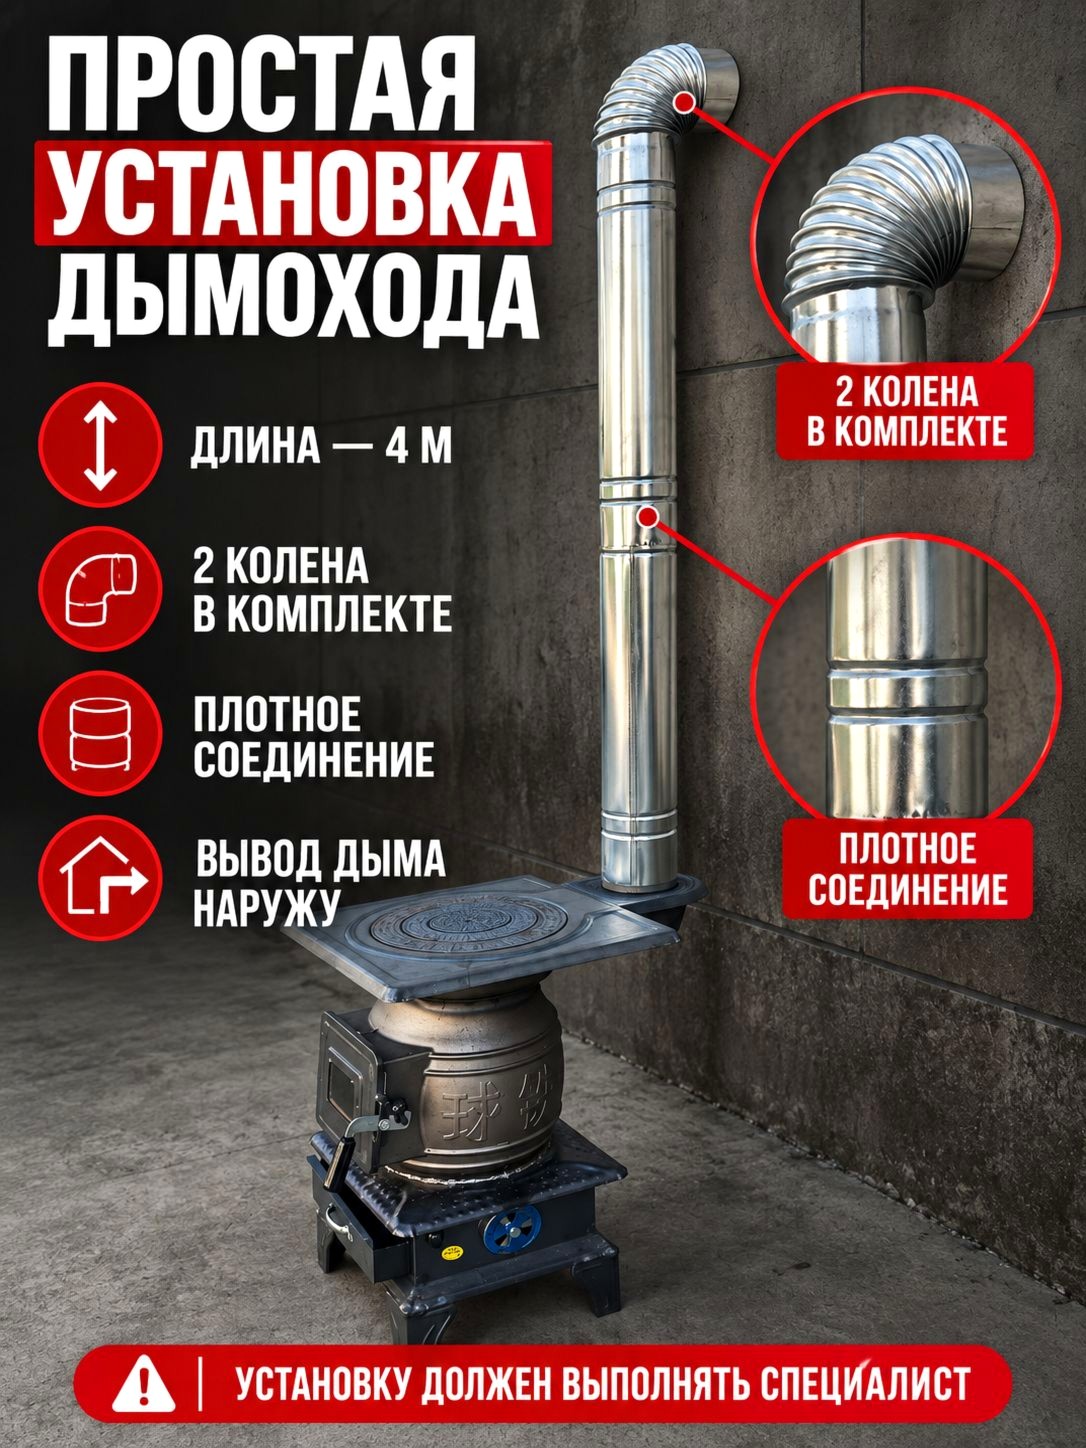 ПРОСТАЯ
УСТАНОВКА
ДЫМОХОДА
ДЛИНА — 4 М
2 КОЛЕНА
В КОМПЛЕКТЕ
ПЛОТНОЕ
СОЕДИНЕНИЕ
ВЫВОД ДЫМА
НАРУЖУ
2 КОЛЕНА
В КОМПЛЕКТЕ
ПЛОТНОЕ
СОЕДИНЕНИЕ
球
УСТАНОВКУ ДОЛЖЕН ВЫПОЛНЯТЬ СПЕЦИАЛИСТ